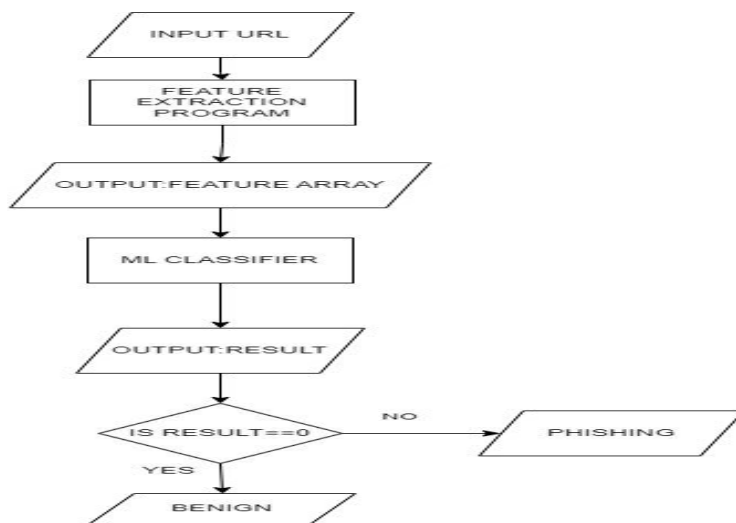 INPUT URL
FEATURE
EXTRACTION
PROGRAM
OUTPUT:FEATURE ARRAY
ML CLASSIFIER
OUTPUT:RESULT
IS RESULT==0
NO
PHISHING
YES
BENIGN